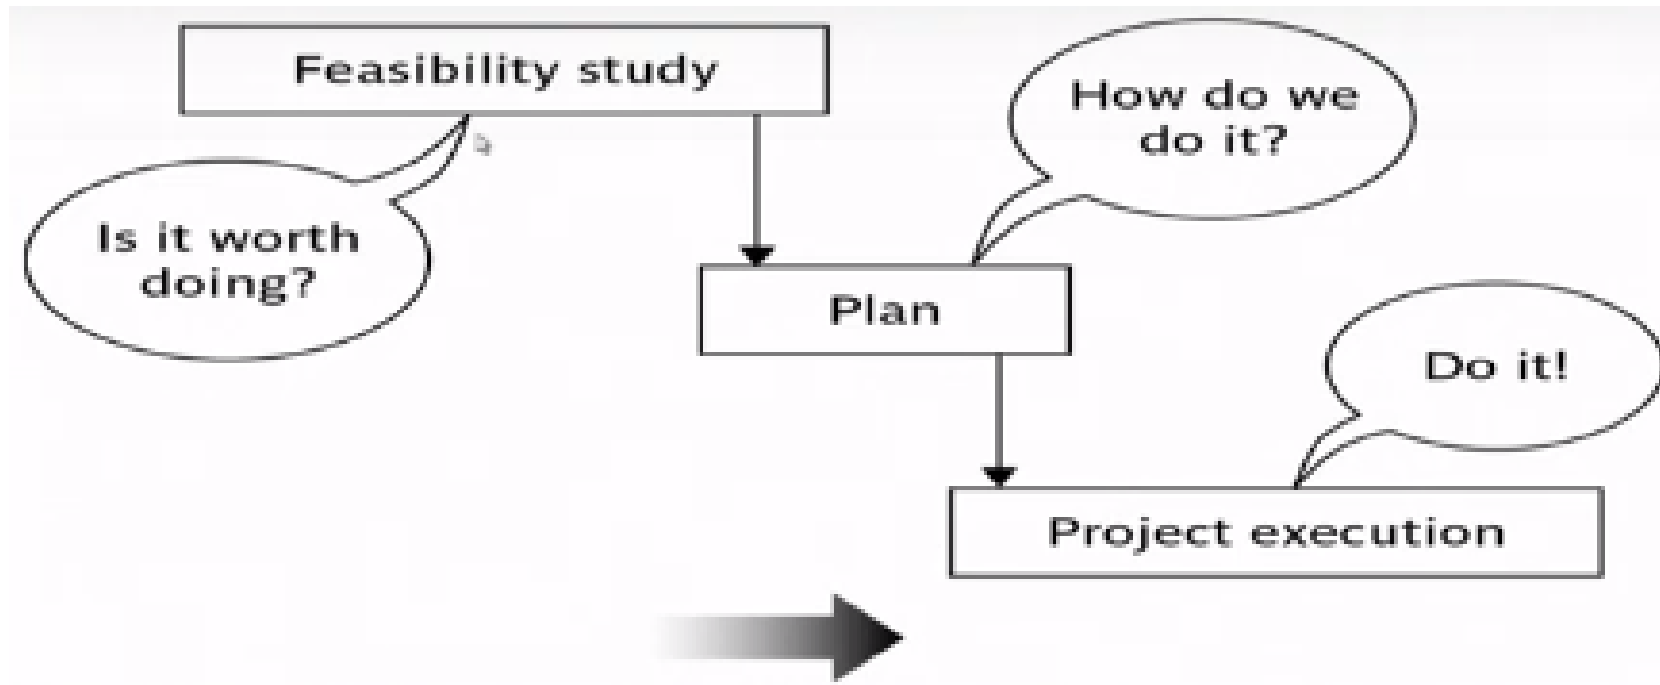 Feasibility study
How do we
do it?
Is it worth
doing?
Plan
Do it!
Project execution